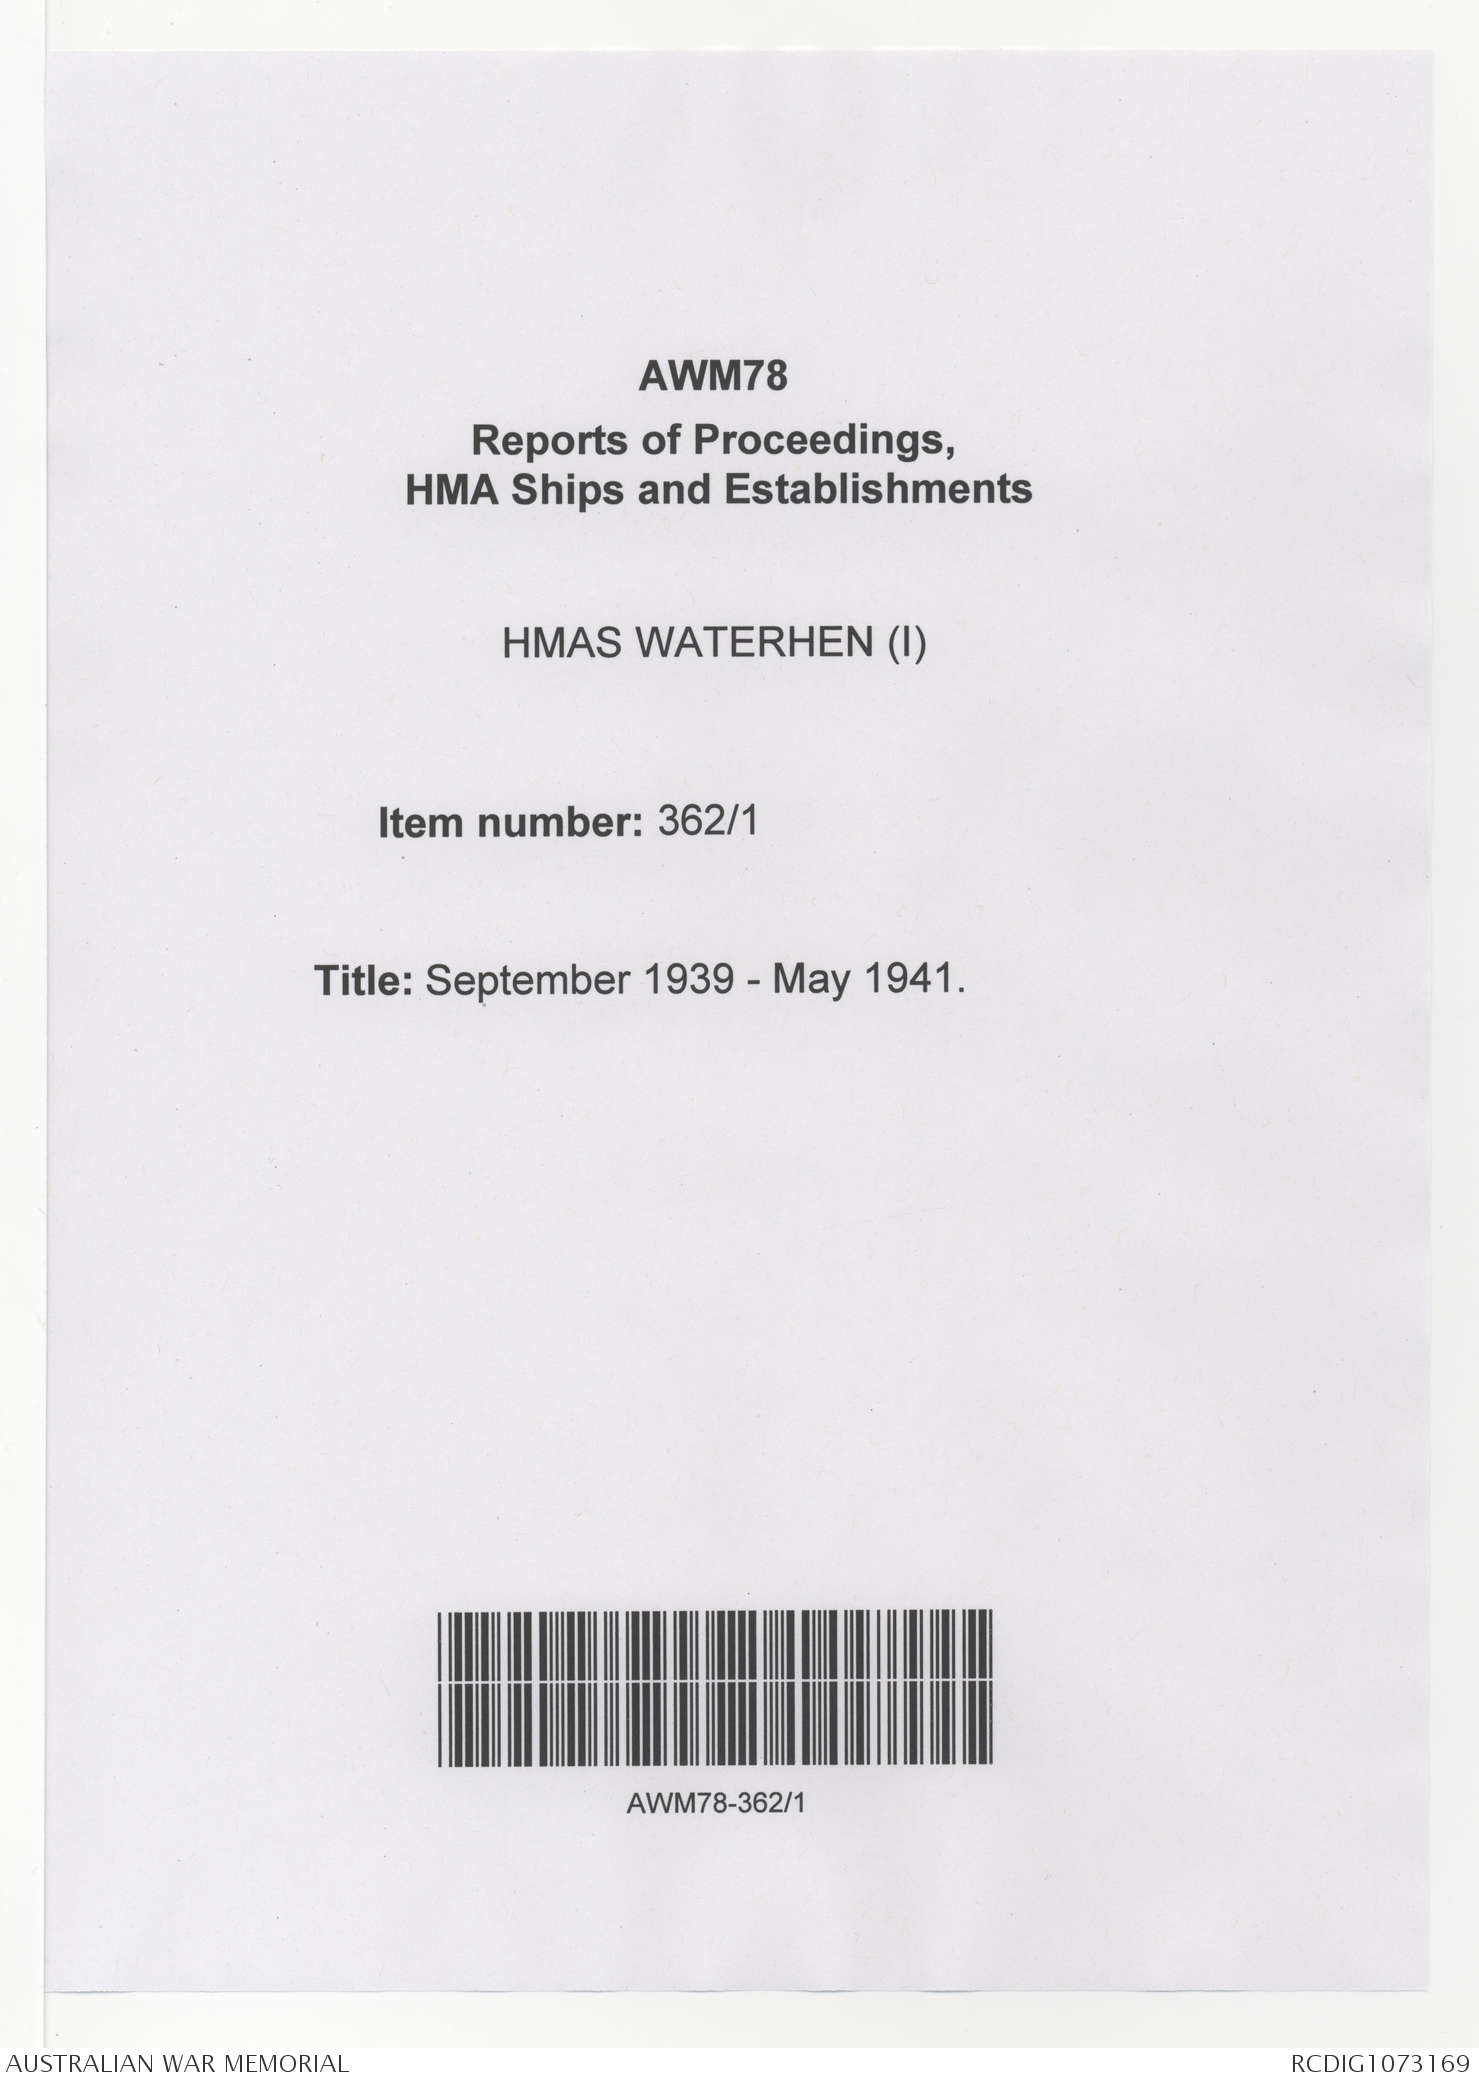 AWM78
Reports of Proceedings,
HMA Ships and Establishments
HMAS WATERHEN (I)
Item number: 362/1
Title: September 1939 - May 1941.
AWM78-362/1
AUSTRALIAN WAR MEMORIAL
RCDIG1073169